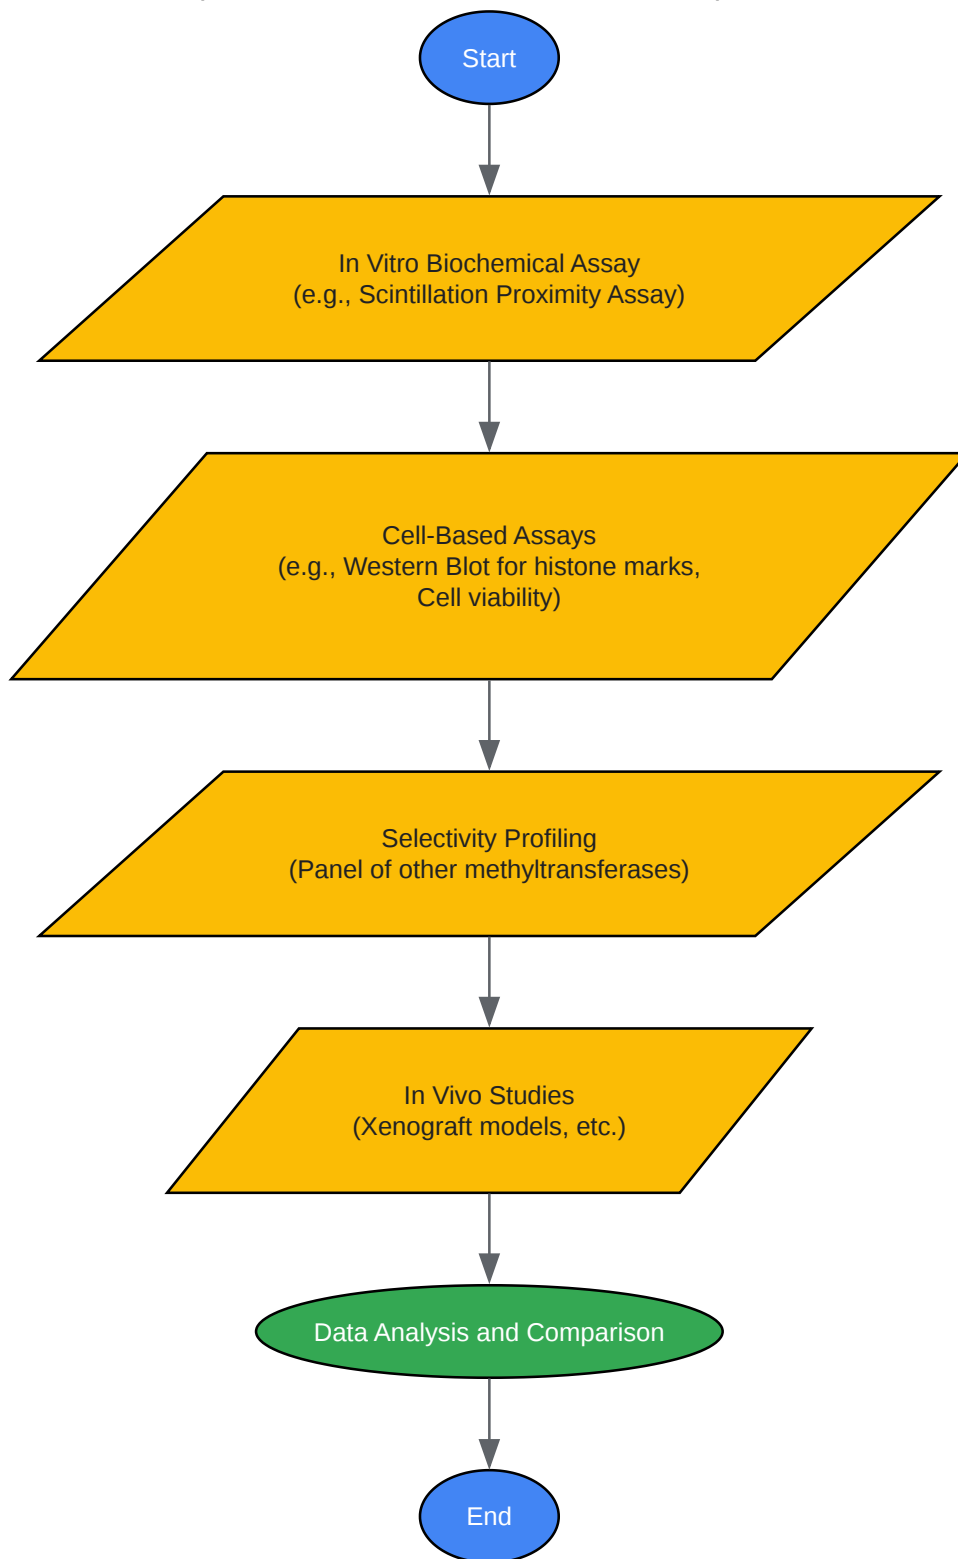 Start
In Vitro Biochemical Assay
(e.g., Scintillation Proximity Assay)
Cell-Based Assays
(e.g., Western Blot for histone marks,
Cell viability)
Selectivity Profiling
(Panel of other methyltransferases)
In Vivo Studies
(Xenograft models, etc.)
Data Analysis and Comparison
End